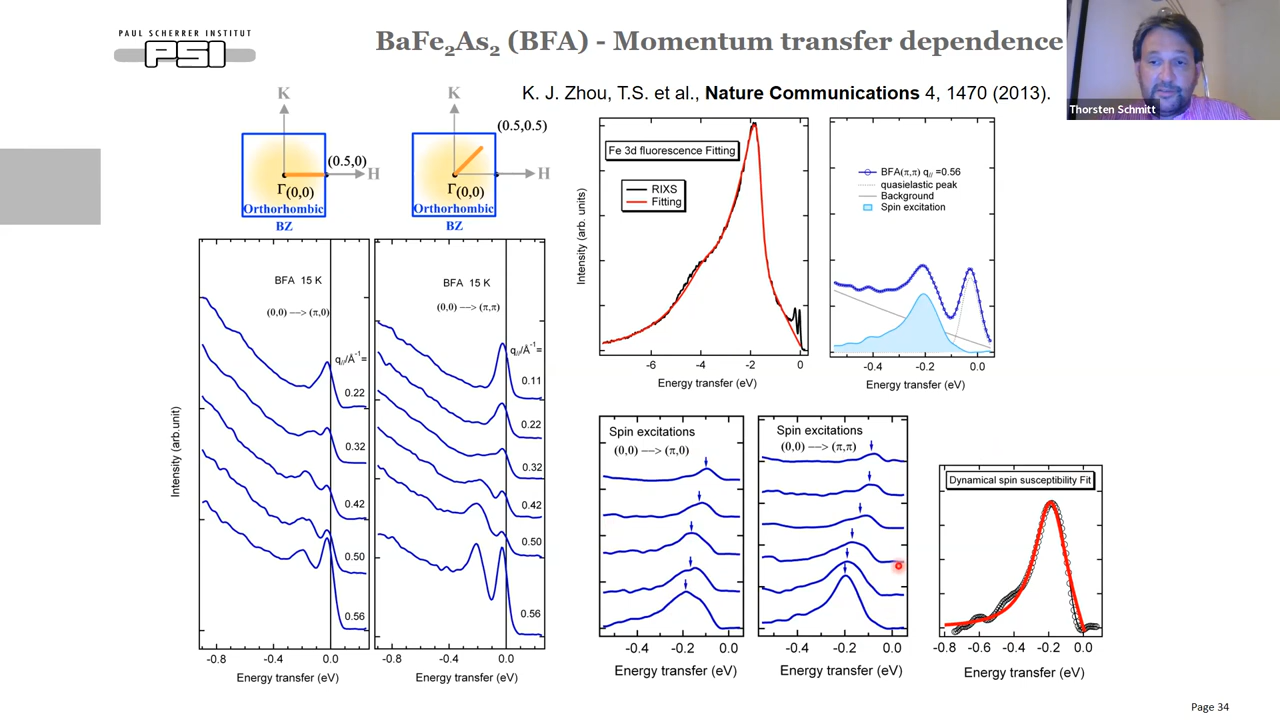 PAUL SCHERRER INSTITUT
PSI
BaFe₂As₂ (BFA) - Momentum transfer dependence
Thorsten Schmitt
K. J. Zhou, T.S. et al., Nature Communications 4, 1470 (2013).
K
(0.5,0)
H
Γ(0,0)
Orthorhombic
BZ
K
(0.5,0.5)
H
Γ(0,0)
Orthorhombic
BZ
Intensity (arb.unit)
BFA 15 K
(0,0) —> (π,0)
q//Å⁻¹=
0.22
0.32
0.42
0.50
0.56
-0.8 -0.4 0.0
Energy transfer (eV)
BFA 15 K
(0,0) —> (π,π)
q//Å⁻¹=
0.11
0.22
0.32
0.42
0.50
0.56
-0.8 -0.4 0.0
Energy transfer (eV)
Intensity (arb. units)
Fe 3d fluorescence Fitting
RIXS
Fitting
-6 -4 -2 0
Energy transfer (eV)
BFA(π,π) q// =0.56
quasielastic peak
Background
Spin excitation
-0.4 -0.2 0.0
Energy transfer (eV)
Spin excitations
(0,0) —> (π,0)
-0.4 -0.2 0.0
Energy transfer (eV)
Spin excitations
(0,0) —> (π,π)
-0.4 -0.2 0.0
Energy transfer (eV)
Dynamical spin susceptibility Fit
-0.8 -0.6 -0.4 -0.2 0.0
Energy transfer (eV)
Page 34